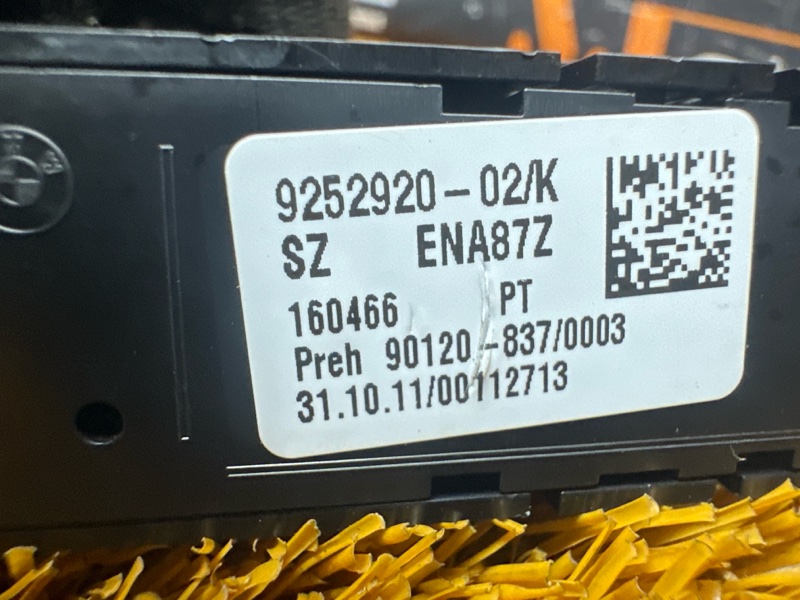 9252920-02/K
SZ ENA87Z
160466 PT
Preh 90120-837/0003
31.10.11/00112713